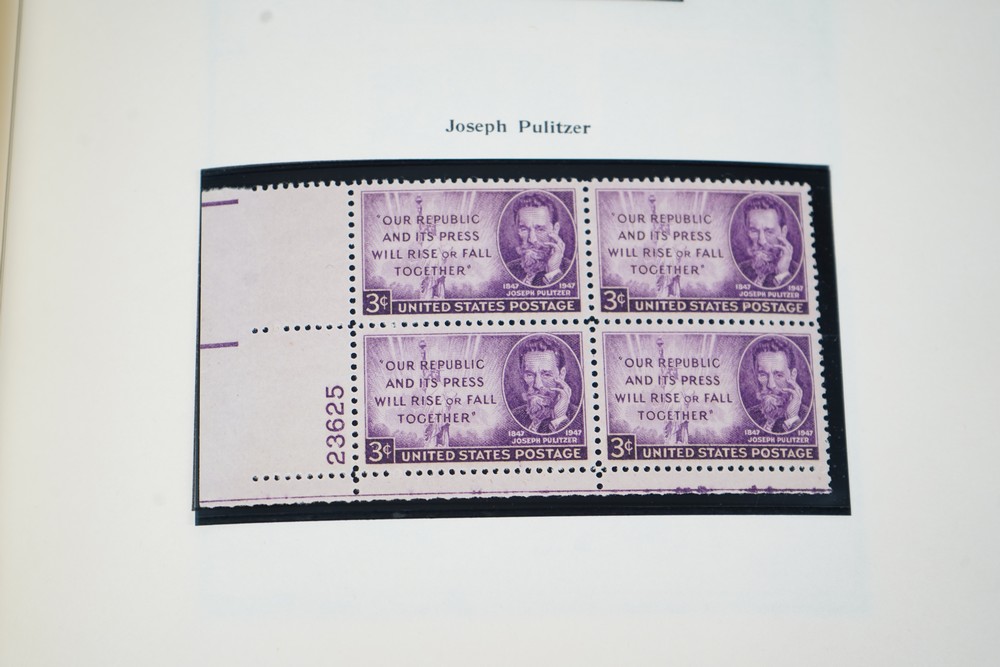 Joseph Pulitzer
"OUR REPUBLIC
AND ITS PRESS
WILL RISE OR FALL
TOGETHER"
1847 1947
JOSEPH PULITZER
3¢ UNITED STATES POSTAGE
"OUR REPUBLIC
AND ITS PRESS
WILL RISE OR FALL
TOGETHER"
1847 1947
JOSEPH PULITZER
3¢ UNITED STATES POSTAGE
23625
"OUR REPUBLIC
AND ITS PRESS
WILL RISE OR FALL
TOGETHER"
1847 1947
JOSEPH PULITZER
3¢ UNITED STATES POSTAGE
"OUR REPUBLIC
AND ITS PRESS
WILL RISE OR FALL
TOGETHER"
1847 1947
JOSEPH PULITZER
3¢ UNITED STATES POSTAGE